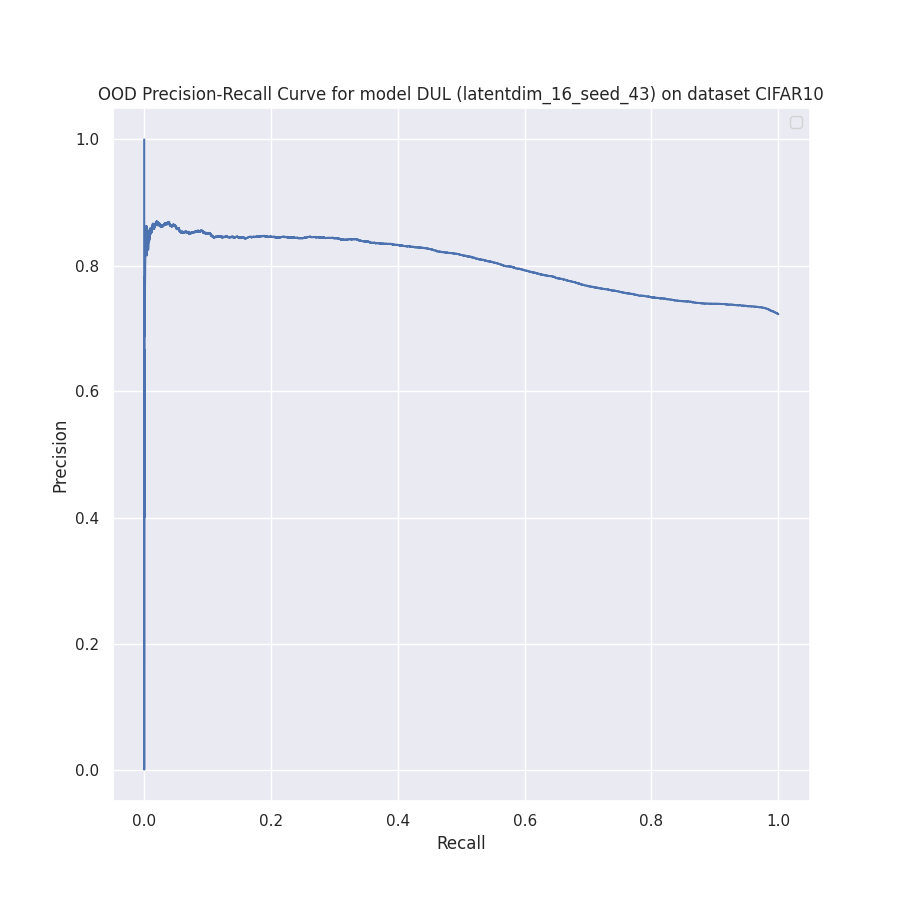 OOD Precision-Recall Curve for model DUL (latentdim_16_seed_43) on dataset CIFAR10
1.0
0.8
0.6
0.4
0.2
0.0
Precision
0.0 0.2 0.4 0.6 0.8 1.0
Recall